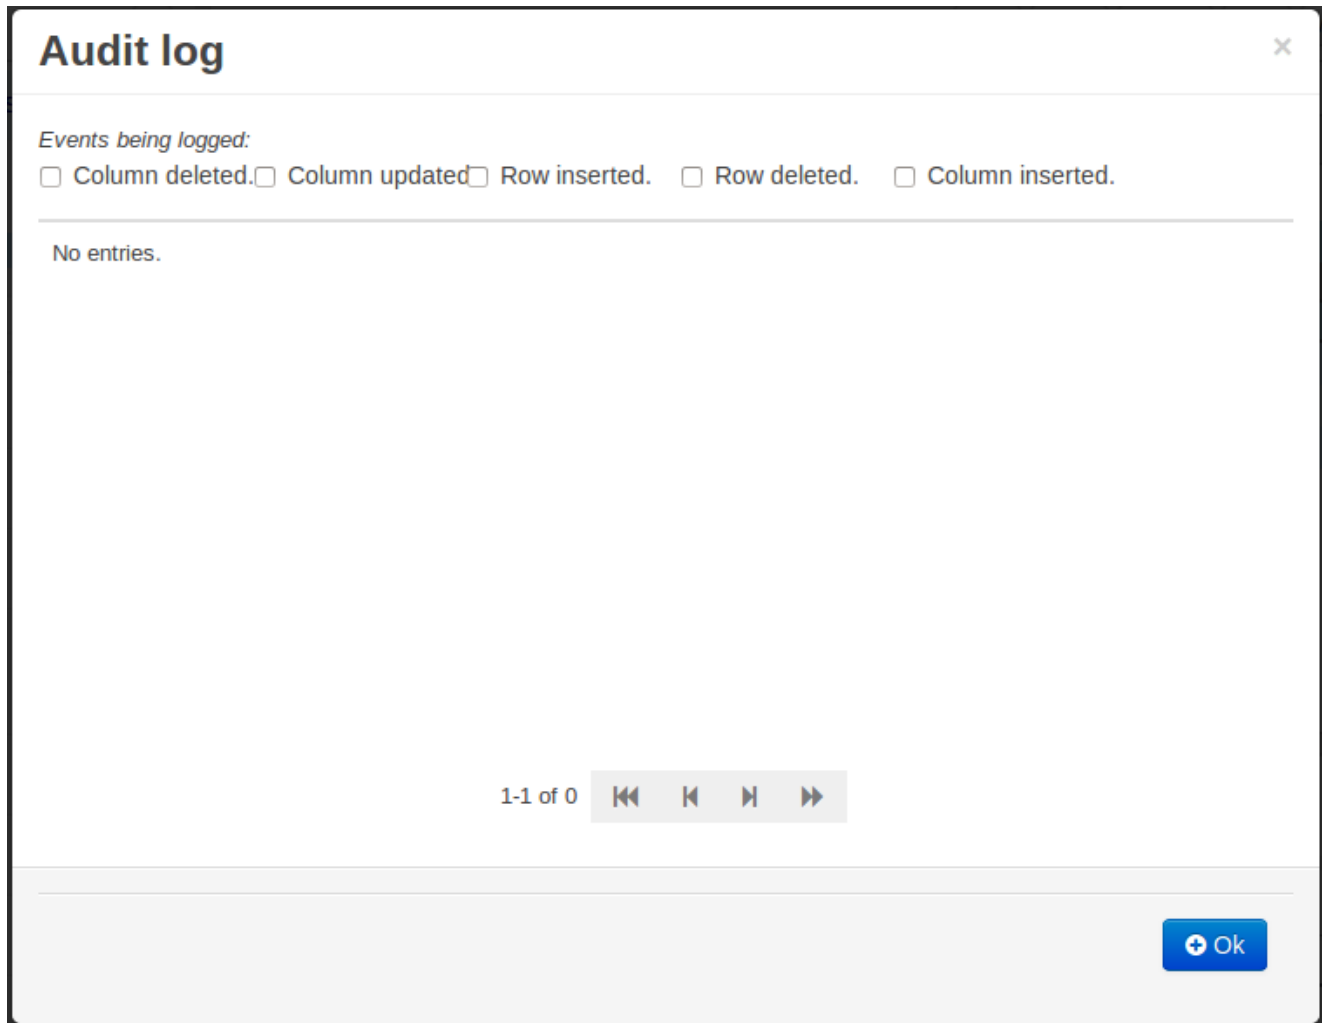 Audit log
Events being logged:
Column deleted. Column updated Row inserted. Row deleted. Column inserted.
No entries.
1-1 of 0
Ok